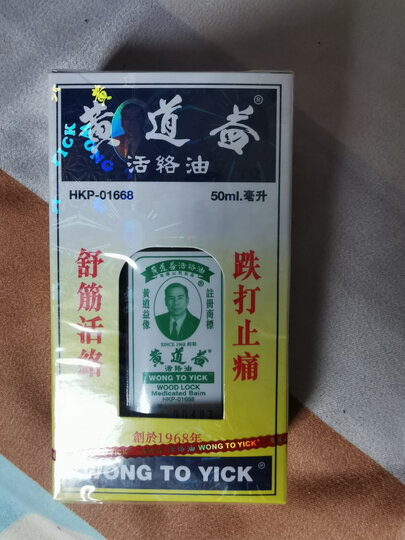 黃道益®
活絡油
HKP-01668
50ml.毫升
舒筋活絡
跌打止痛
黃道益活絡油
®
黃道益像
註冊商標
SINCE 1968 創製
黃道益
活絡油
WONG TO YICK
WOOD LOCK
Medicated Balm
HKP-01668
創於1968年
WONG TO YICK®
WONG TO YICK®